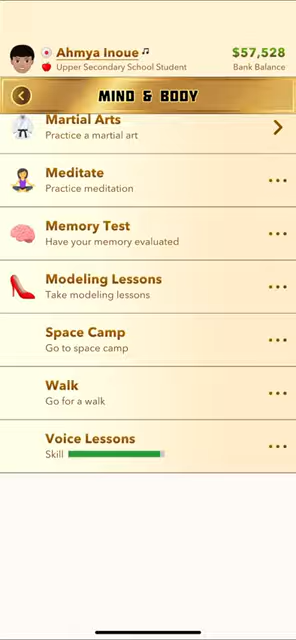 Ahmya Inoue
$57,528
Upper Secondary School Student
Bank Balance
MIND & BODY
Martial Arts
Practice a martial art
Meditate
Practice meditation
Memory Test
Have your memory evaluated
Modeling Lessons
Take modeling lessons
Space Camp
Go to space camp
Walk
Go for a walk
Voice Lessons
Skill